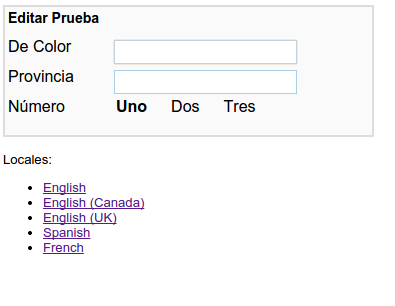 Editar Prueba
De Color
Provincia
Número Uno Dos Tres
Locales:
English
English (Canada)
English (UK)
Spanish
French